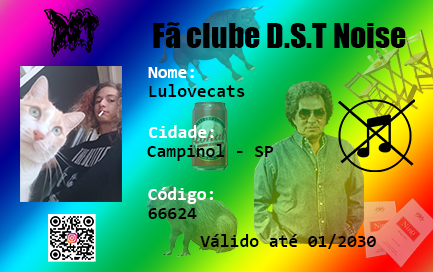 Fã clube D.S.T Noise
Nome:
Lulovecats
Cidade:
Campinol - SP
Código:
66624
Válido até 01/2030